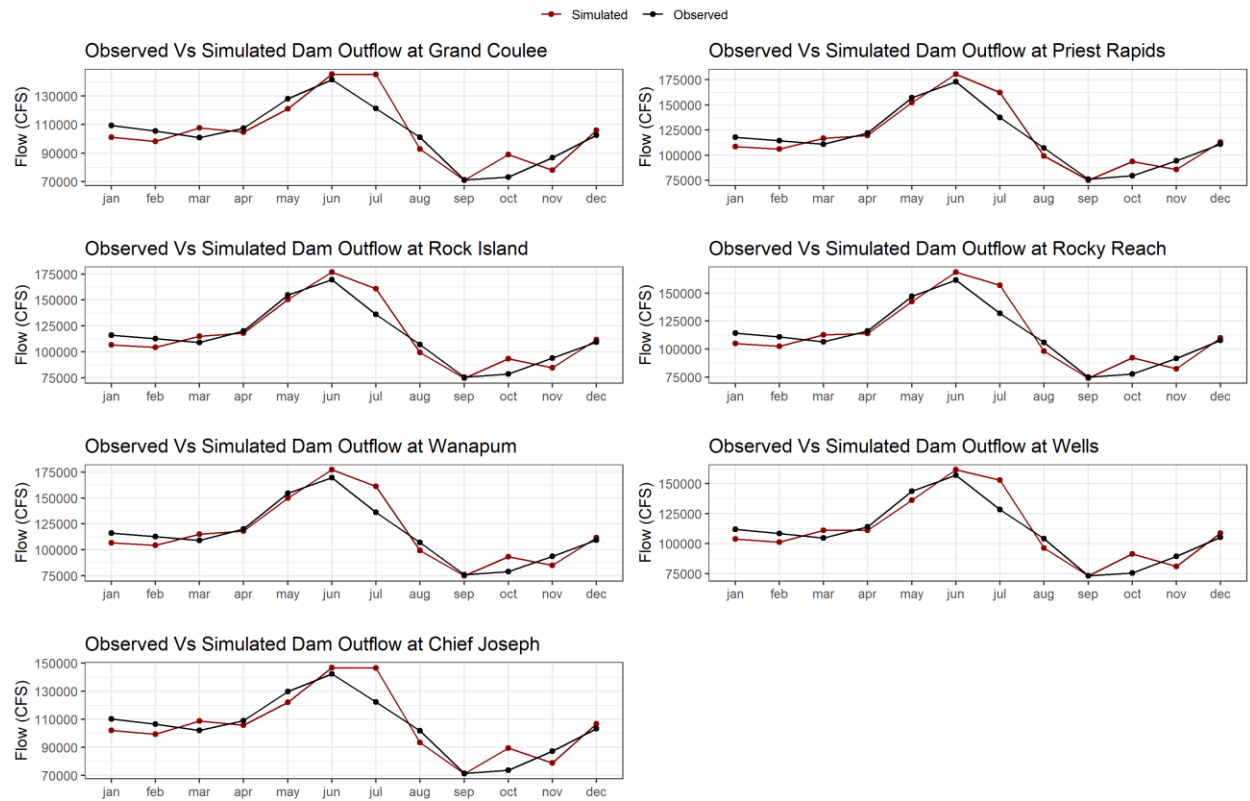 Simulated Observed
Observed Vs Simulated Dam Outflow at Grand Coulee
Flow (CFS)
130000
110000
90000
70000
jan feb mar apr may jun jul aug sep oct nov dec
Observed Vs Simulated Dam Outflow at Priest Rapids
Flow (CFS)
175000
150000
125000
100000
75000
jan feb mar apr may jun jul aug sep oct nov dec
Observed Vs Simulated Dam Outflow at Rock Island
Flow (CFS)
175000
150000
125000
100000
75000
jan feb mar apr may jun jul aug sep oct nov dec
Observed Vs Simulated Dam Outflow at Rocky Reach
Flow (CFS)
150000
125000
100000
75000
jan feb mar apr may jun jul aug sep oct nov dec
Observed Vs Simulated Dam Outflow at Wanapum
Flow (CFS)
175000
150000
125000
100000
75000
jan feb mar apr may jun jul aug sep oct nov dec
Observed Vs Simulated Dam Outflow at Wells
Flow (CFS)
150000
125000
100000
75000
jan feb mar apr may jun jul aug sep oct nov dec
Observed Vs Simulated Dam Outflow at Chief Joseph
Flow (CFS)
150000
130000
110000
90000
70000
jan feb mar apr may jun jul aug sep oct nov dec